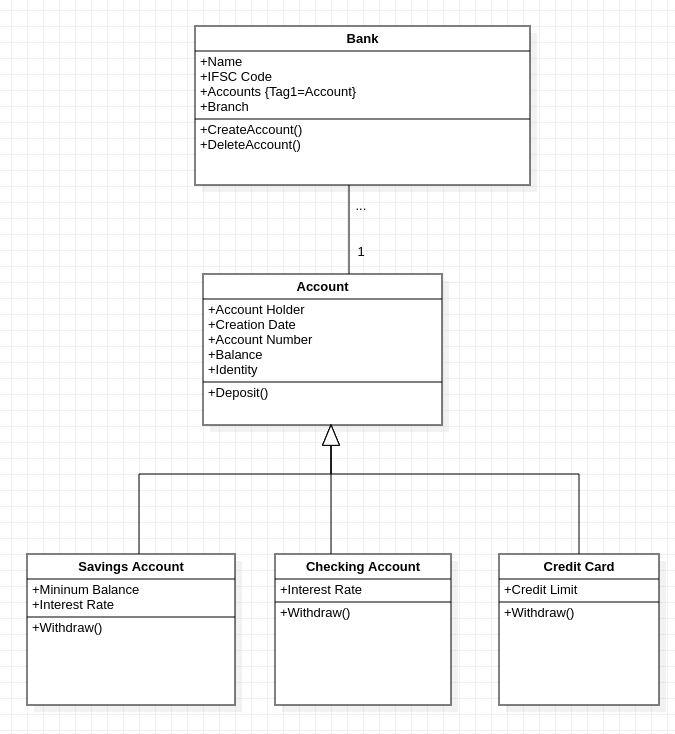 Bank
+Name
+IFSC Code
+Accounts {Tag1=Account}
+Branch
+CreateAccount()
+DeleteAccount()
...
1
Account
+Account Holder
+Creation Date
+Account Number
+Balance
+Identity
+Deposit()
Savings Account
+Mininum Balance
+Interest Rate
+Withdraw()
Checking Account
+Interest Rate
+Withdraw()
Credit Card
+Credit Limit
+Withdraw()